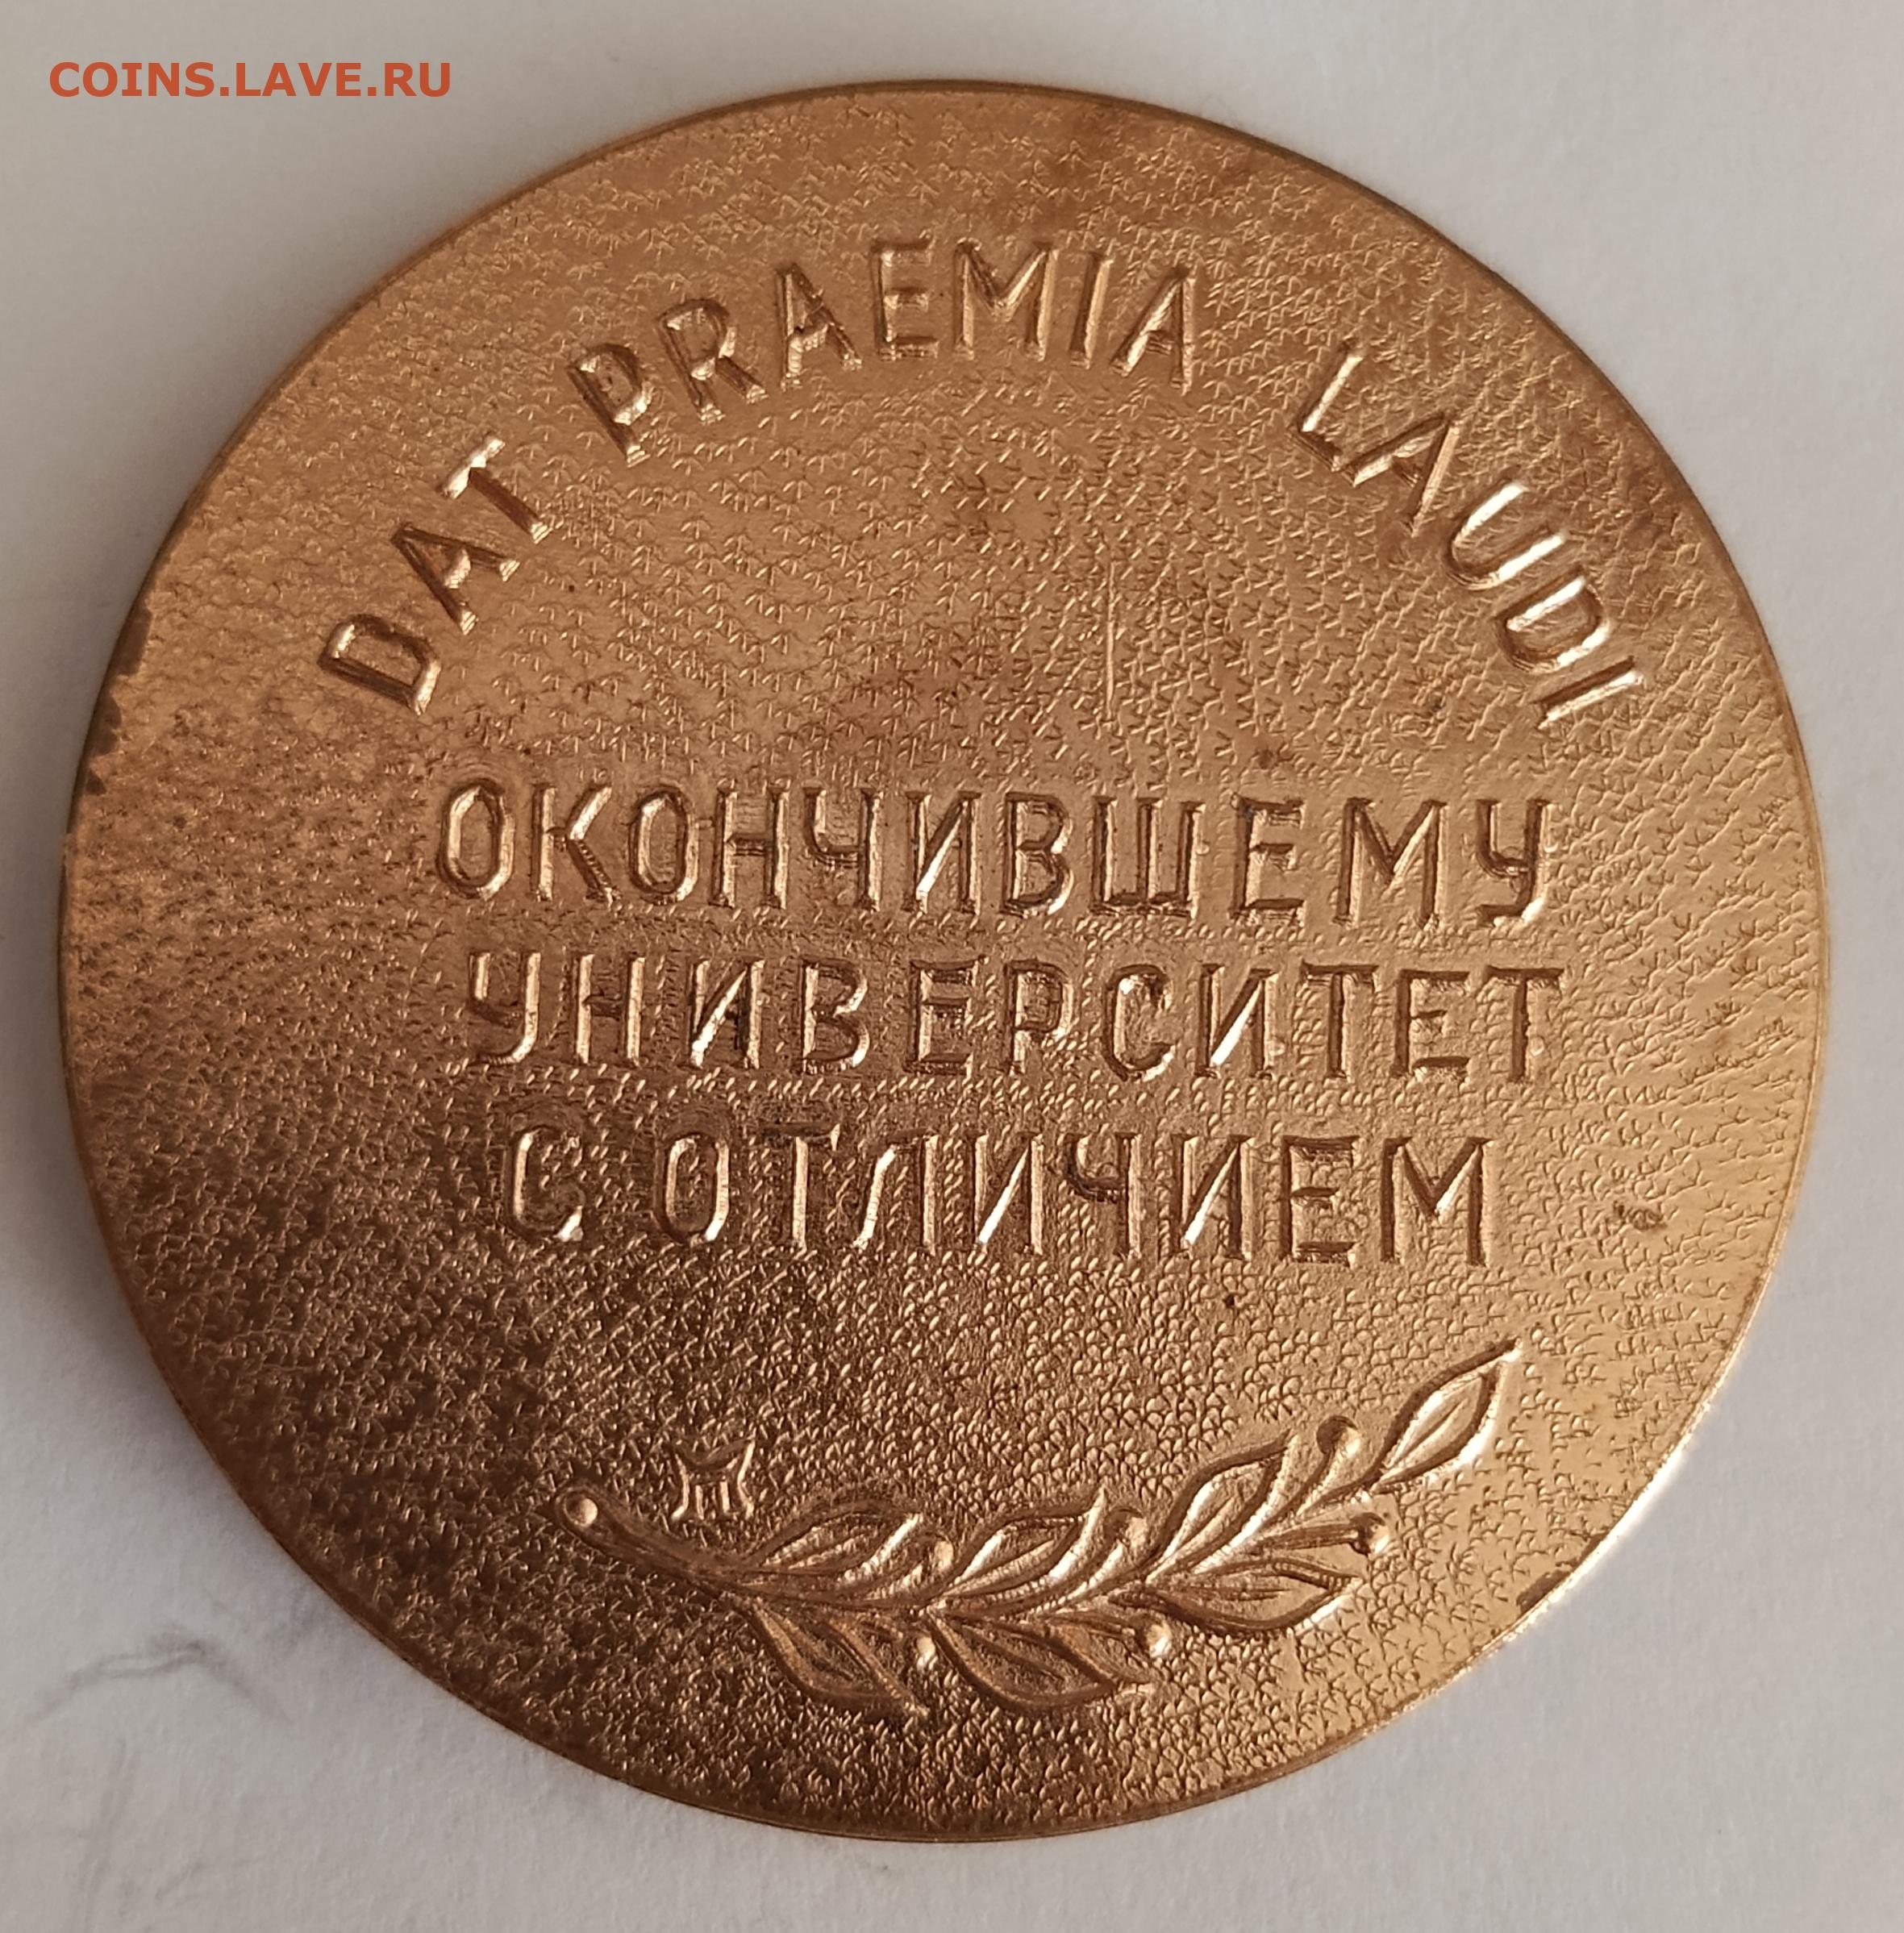 COINS.LAVE.RU
DAT PRAEMIA LAUDI
ОКОНЧИВШЕМУ
УНИВЕРСИТЕТ
С ОТЛИЧИЕМ